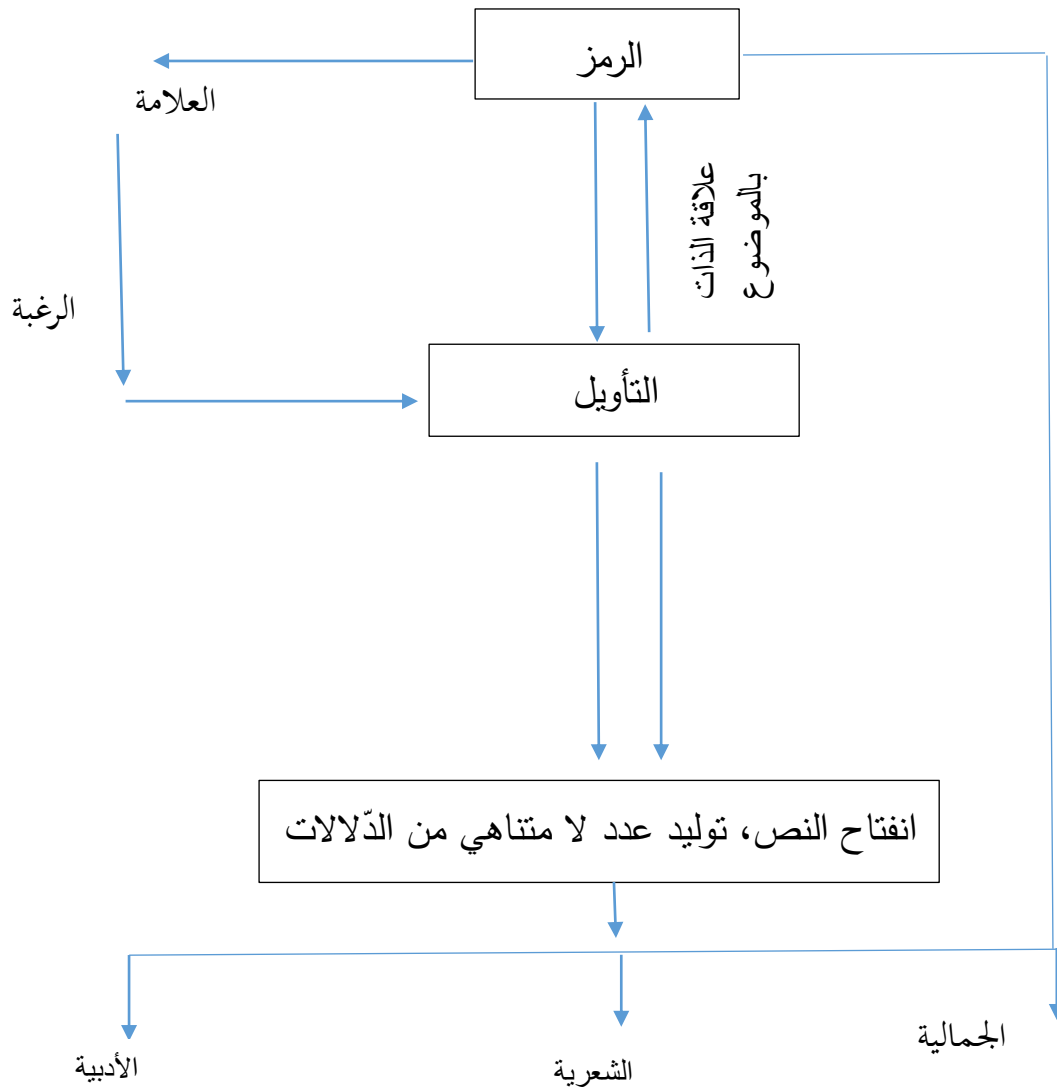 الرمز
العلامة
علاقة الذات
بالموضوع
الرغبة
التأويل
انفتاح النص، توليد عدد لا متناهي من الدّلالات
الجمالية
الشعرية
الأدبية